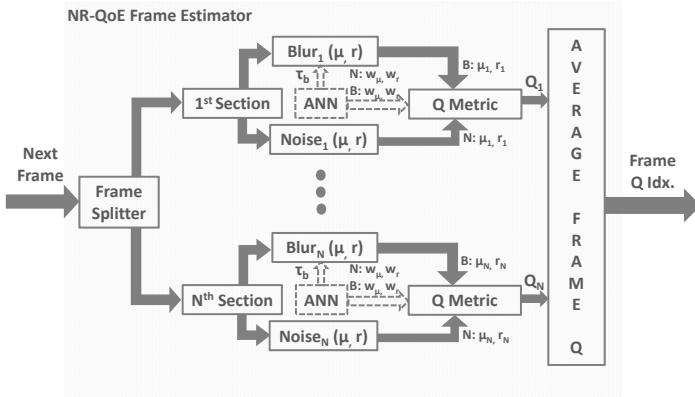 NR-QoE Frame Estimator
Next
Frame
Frame
Splitter
1st Section
Blur1 (μ, r)
τb
ANN
N: wμ, wr
B: wμ, wr
Noise1 (μ, r)
B: μ1, r1
Q Metric
N: μ1, r1
Q1
Nth Section
BlurN (μ, r)
τb
ANN
N: wμ, wr
B: wμ, wr
NoiseN (μ, r)
B: μN, rN
Q Metric
N: μN, rN
QN
A
V
E
R
A
G
E
F
R
A
M
E
Q
Frame
Q Idx.